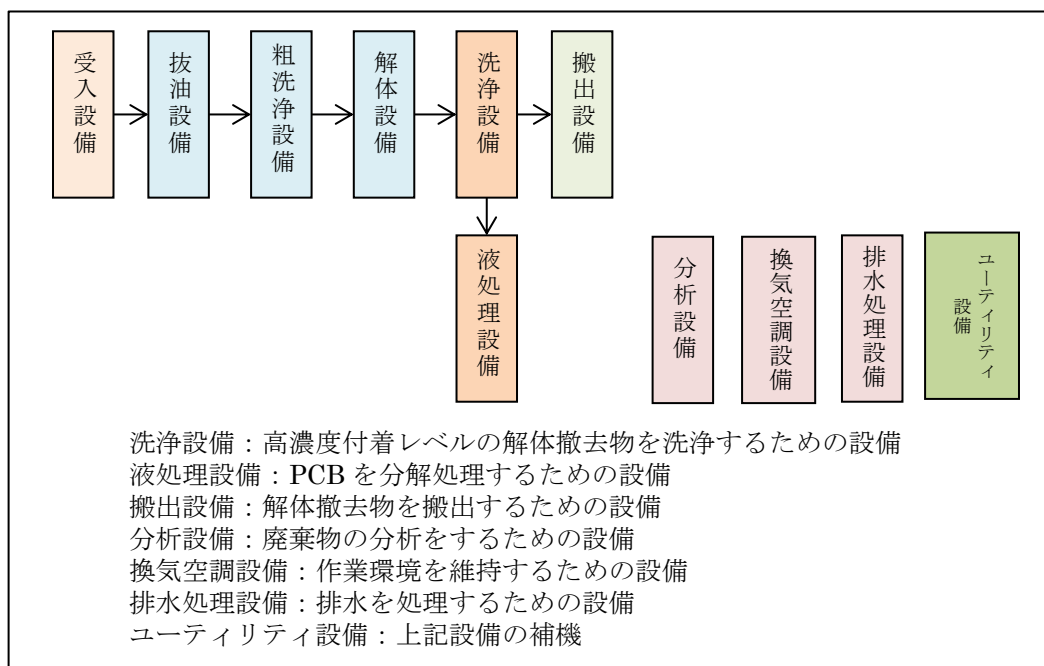 受入設備
抜油設備
粗洗浄設備
解体設備
洗浄設備
搬出設備
液処理設備
分析設備
換気空調設備
排水処理設備
ユーティリティ
設備
洗浄設備：高濃度付着レベルの解体撤去物を洗浄するための設備
液処理設備：PCB を分解処理するための設備
搬出設備：解体撤去物を搬出するための設備
分析設備：廃棄物の分析をするための設備
換気空調設備：作業環境を維持するための設備
排水処理設備：排水を処理するための設備
ユーティリティ設備：上記設備の補機